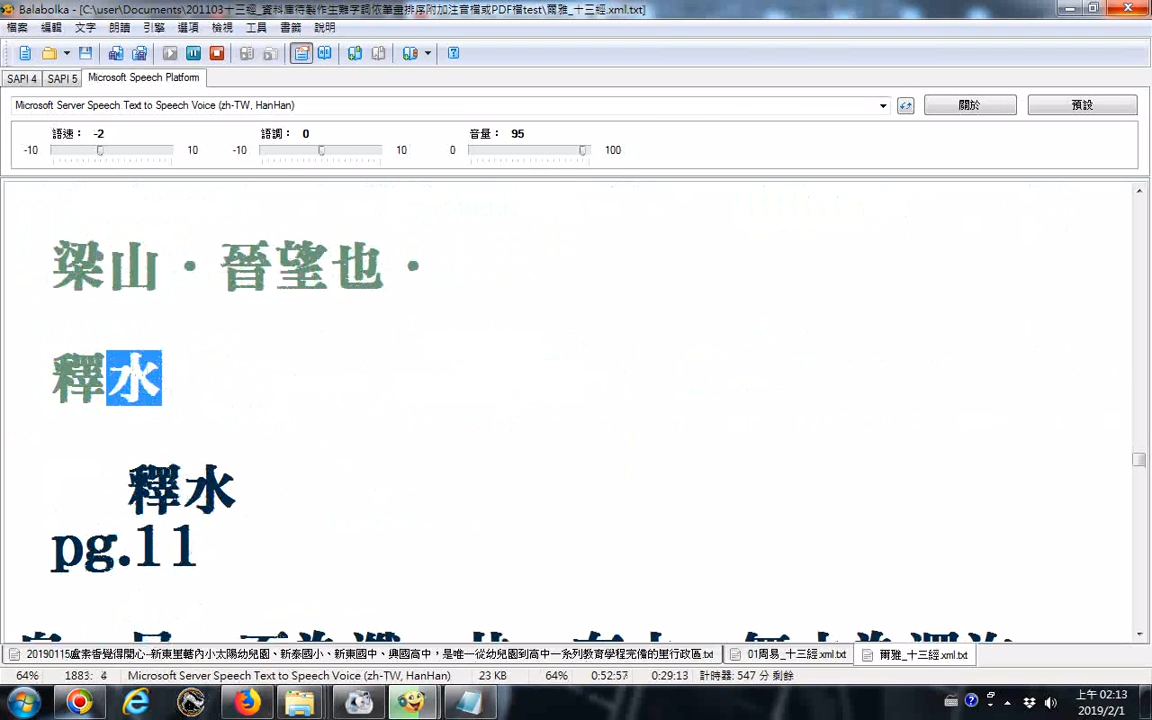 Balabolka - [C:\user\Documents\201103十三經_資料庫待製作生難字詞依筆畫排序附加注音檔或PDF檔test\爾雅_十三經.xml.txt]
檔案 編輯 文字 朗讀 引擎 選項 檢視 工具 書籤 說明
SAPI 4 SAPI 5 Microsoft Speech Platform
Microsoft Server Speech Text to Speech Voice (zh-TW, HanHan) 關於 預設
語速： -2 語調： 0 音量： 95
-10 10 -10 10 0 100
梁山．晉望也．
釋水
釋水
pg.11
20190115盧素香覺得開心--新東里轄內小太陽幼兒園、新泰國小、新東國中、興國高中，是唯一從幼兒園到高中一系列教育學程完備的里行政區.txt 01周易_十三經.xml.txt 爾雅_十三經.xml.txt
64% 1883: 4 Microsoft Server Speech Text to Speech Voice (zh-TW, HanHan) 23 KB 64% 0:52:57 0:29:13 計時器: 547 分 剩餘
上午 02:13
2019/2/1